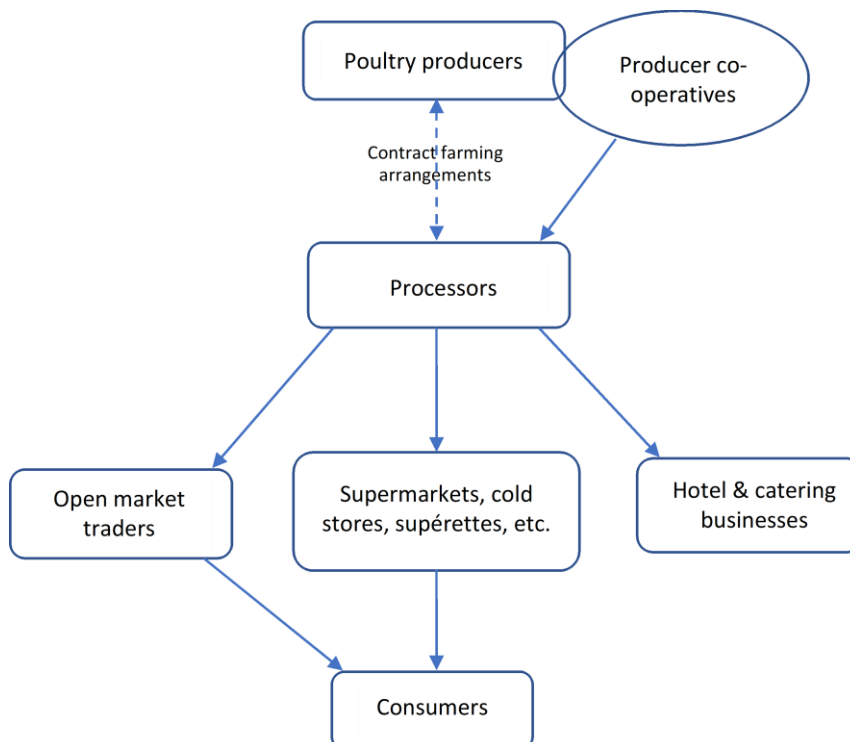 Poultry producers
Producer co-
operatives
Contract farming
arrangements
Processors
Open market
traders
Supermarkets, cold
stores, supérettes, etc.
Hotel & catering
businesses
Consumers